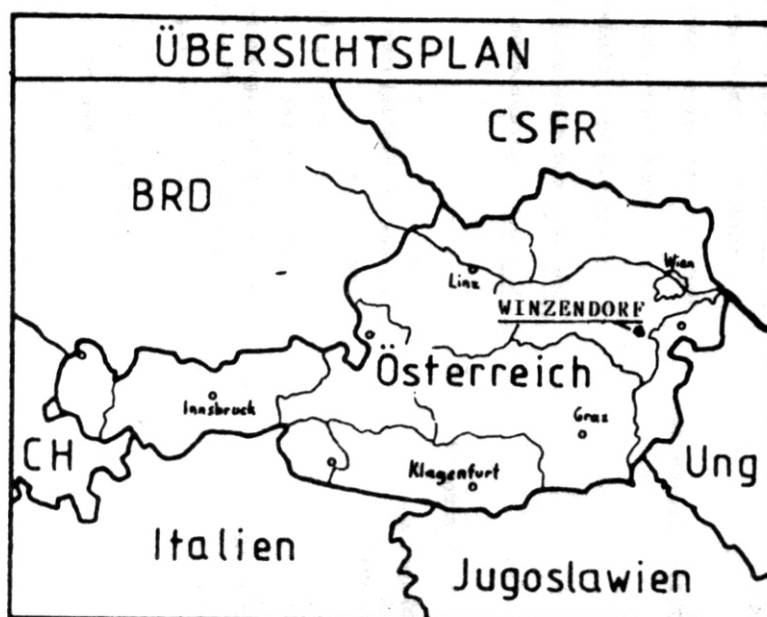 ÜBERSICHTSPLAN
CSFR
BRD
Wien
Linz
WINZENDORF
Österreich
Innsbruck
Graz
CH
Klagenfurt
Ung
Italien
Jugoslawien